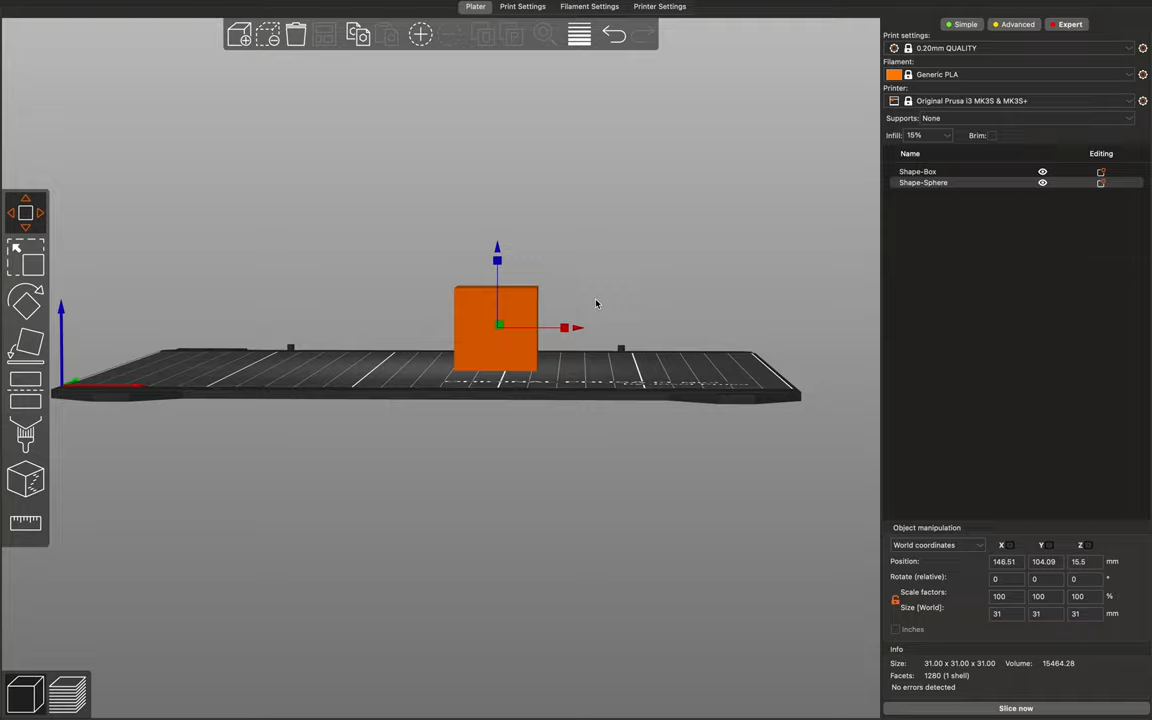 Plater Print Settings Filament Settings Printer Settings
Simple Advanced Expert
Print settings:
0.20mm QUALITY
Filament:
Generic PLA
Printer:
Original Prusa i3 MK3S & MK3S+
Supports: None
Infill: 15% Brim:
Name Editing
Shape-Box
Shape-Sphere
Object manipulation
World coordinates X Y Z
Position: 146.51 104.09 15.5 mm
Rotate (relative): 0 0 0 °
Scale factors: 100 100 100 %
Size [World]: 31 31 31 mm
Inches
Info
Size: 31.00 x 31.00 x 31.00 Volume: 15464.28
Facets: 1280 (1 shell)
No errors detected
Slice now